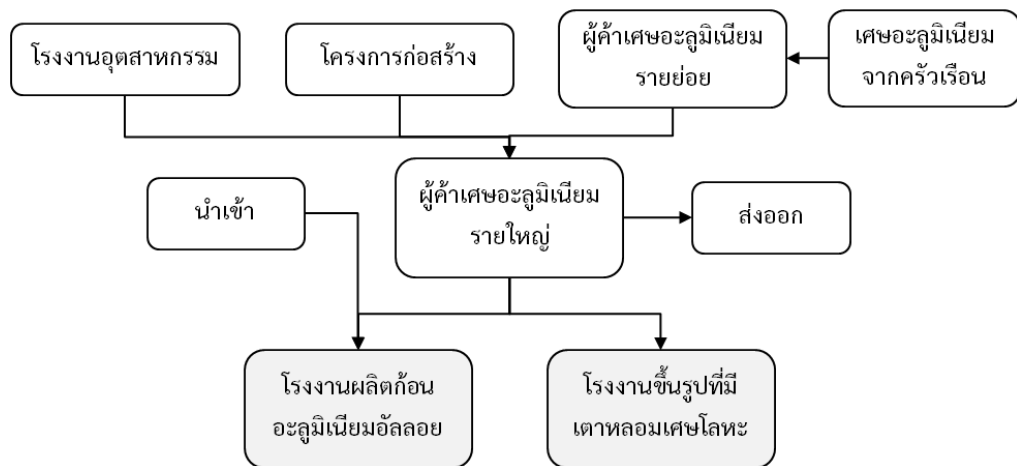 โรงงานอุตสาหกรรม
โครงการก่อสร้าง
ผู้ค้าเศษอะลูมิเนียม
รายย่อย
เศษอะลูมิเนียม
จากครัวเรือน
นำเข้า
ผู้ค้าเศษอะลูมิเนียม
รายใหญ่
ส่งออก
โรงงานผลิตก้อน
อะลูมิเนียมอัลลอย
โรงงานขึ้นรูปที่มี
เตาหลอมเศษโลหะ